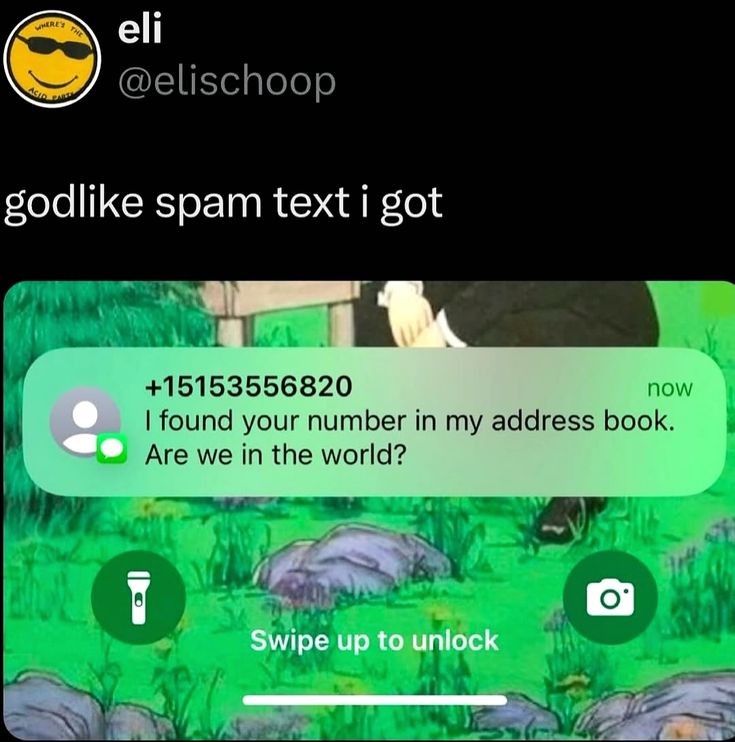 WHERE'S THE
ACID PARTY
eli
@elischoop
godlike spam text i got
+15153556820
now
I found your number in my address book.
Are we in the world?
Swipe up to unlock